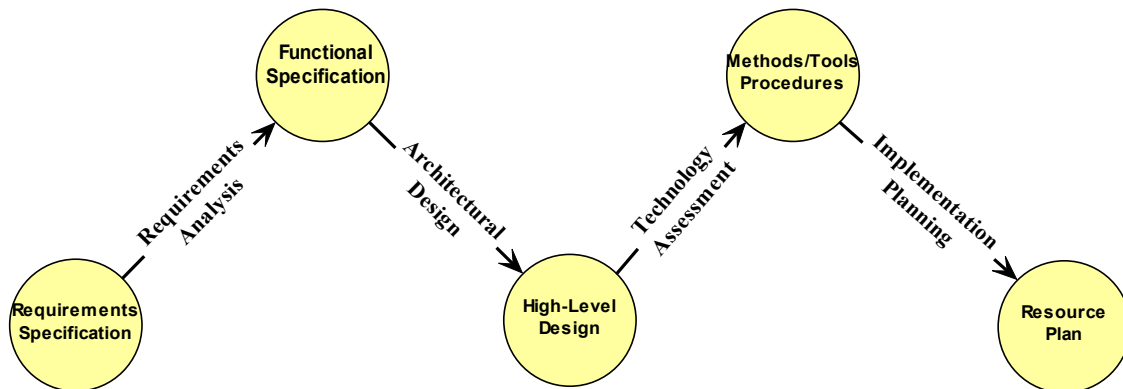 Requirements
Specification
Requirements
Analysis
Functional
Specification
Architectural
Design
High-Level
Design
Technology
Assessment
Methods/Tools
Procedures
Implementation
Planning
Resource
Plan